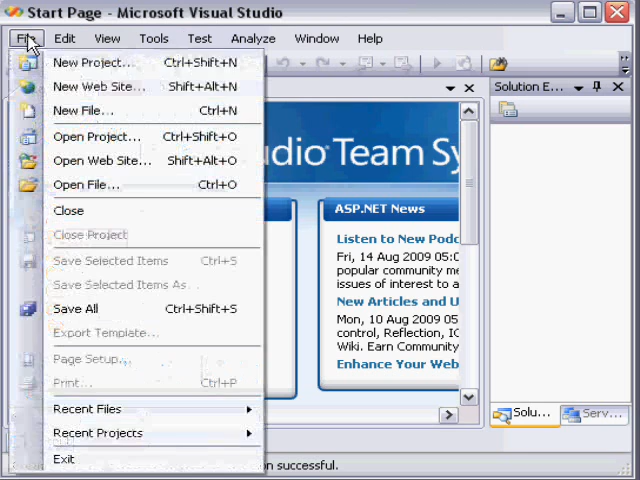 Start Page - Microsoft Visual Studio
File Edit View Tools Test Analyze Window Help
New Project... Ctrl+Shift+N
New Web Site... Shift+Alt+N
New File... Ctrl+N
Open Project... Ctrl+Shift+O
Open Web Site... Shift+Alt+O
Open File... Ctrl+O
Close
Close Project
Save Selected Items Ctrl+S
Save Selected Items As...
Save All Ctrl+Shift+S
Export Template...
Page Setup...
Print... Ctrl+P
Recent Files
Recent Projects
Exit
dio Team Sy
ASP.NET News
Listen to New Podc
Fri, 14 Aug 2009 05:0
popular community me
issues of interest to a
New Articles and U
Mon, 10 Aug 2009 05
control, Reflection, IC
Wiki. Earn Community
Enhance Your Web
Solution E...
Solu... Serv...
n successful.